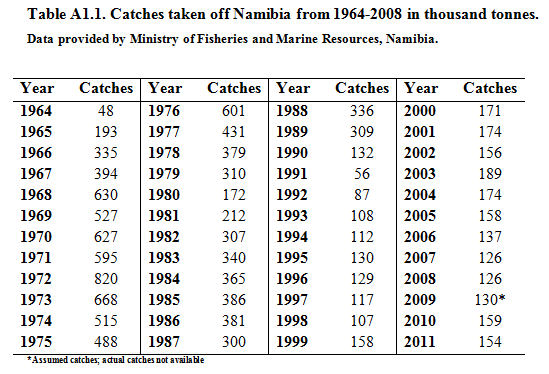 Table A1.1. Catches taken off Namibia from 1964-2008 in thousand tonnes.
Data provided by Ministry of Fisheries and Marine Resources, Namibia.
Year Catches Year Catches Year Catches Year Catches
1964 48 1976 601 1988 336 2000 171
1965 193 1977 431 1989 309 2001 174
1966 335 1978 379 1990 132 2002 156
1967 394 1979 310 1991 56 2003 189
1968 630 1980 172 1992 87 2004 174
1969 527 1981 212 1993 108 2005 158
1970 627 1982 307 1994 112 2006 137
1971 595 1983 340 1995 130 2007 126
1972 820 1984 365 1996 129 2008 126
1973 668 1985 386 1997 117 2009 130*
1974 515 1986 381 1998 107 2010 159
1975 488 1987 300 1999 158 2011 154
*Assumed catches; actual catches not available